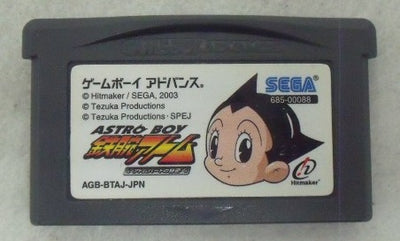 ゲームボーイ アドバンス®
© Hitmaker / SEGA, 2003
© Tezuka Productions
© Tezuka Productions・SPEJ
SEGA
685-00088
ASTRO BOY
鉄腕アトム
AGB-BTAJ-JPN
Hitmaker